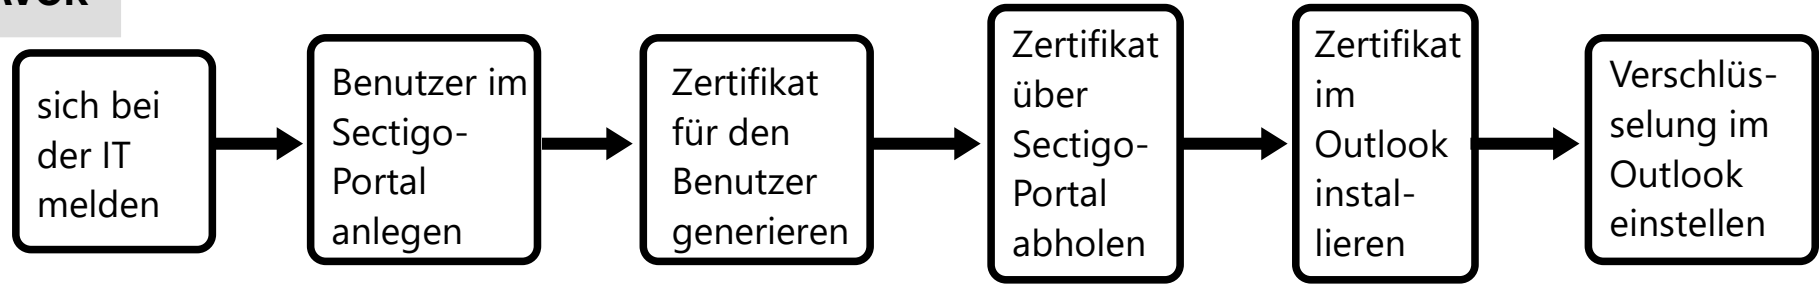 sich bei
der IT
melden
Benutzer im
Sectigo-
Portal
anlegen
Zertifikat
für den
Benutzer
generieren
Zertifikat
über
Sectigo-
Portal
abholen
Zertifikat
im
Outlook
instal-
lieren
Verschlüs-
selung im
Outlook
einstellen